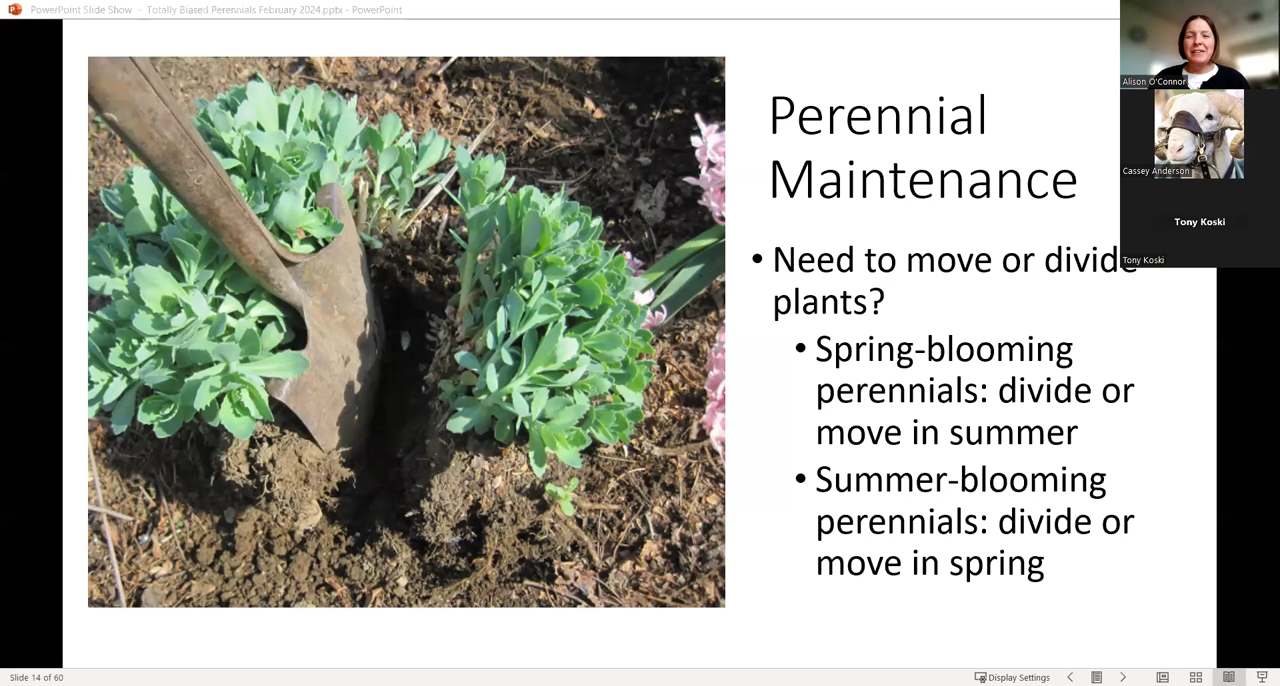 PowerPoint Slide Show - Totally Biased Perennials February 2024.pptx - PowerPoint
Alison O'Connor
Cassey Anderson
Tony Koski
Tony Koski
Perennial
Maintenance
• Need to move or divide
plants?
• Spring-blooming
perennials: divide or
move in summer
• Summer-blooming
perennials: divide or
move in spring
Slide 14 of 60
Display Settings